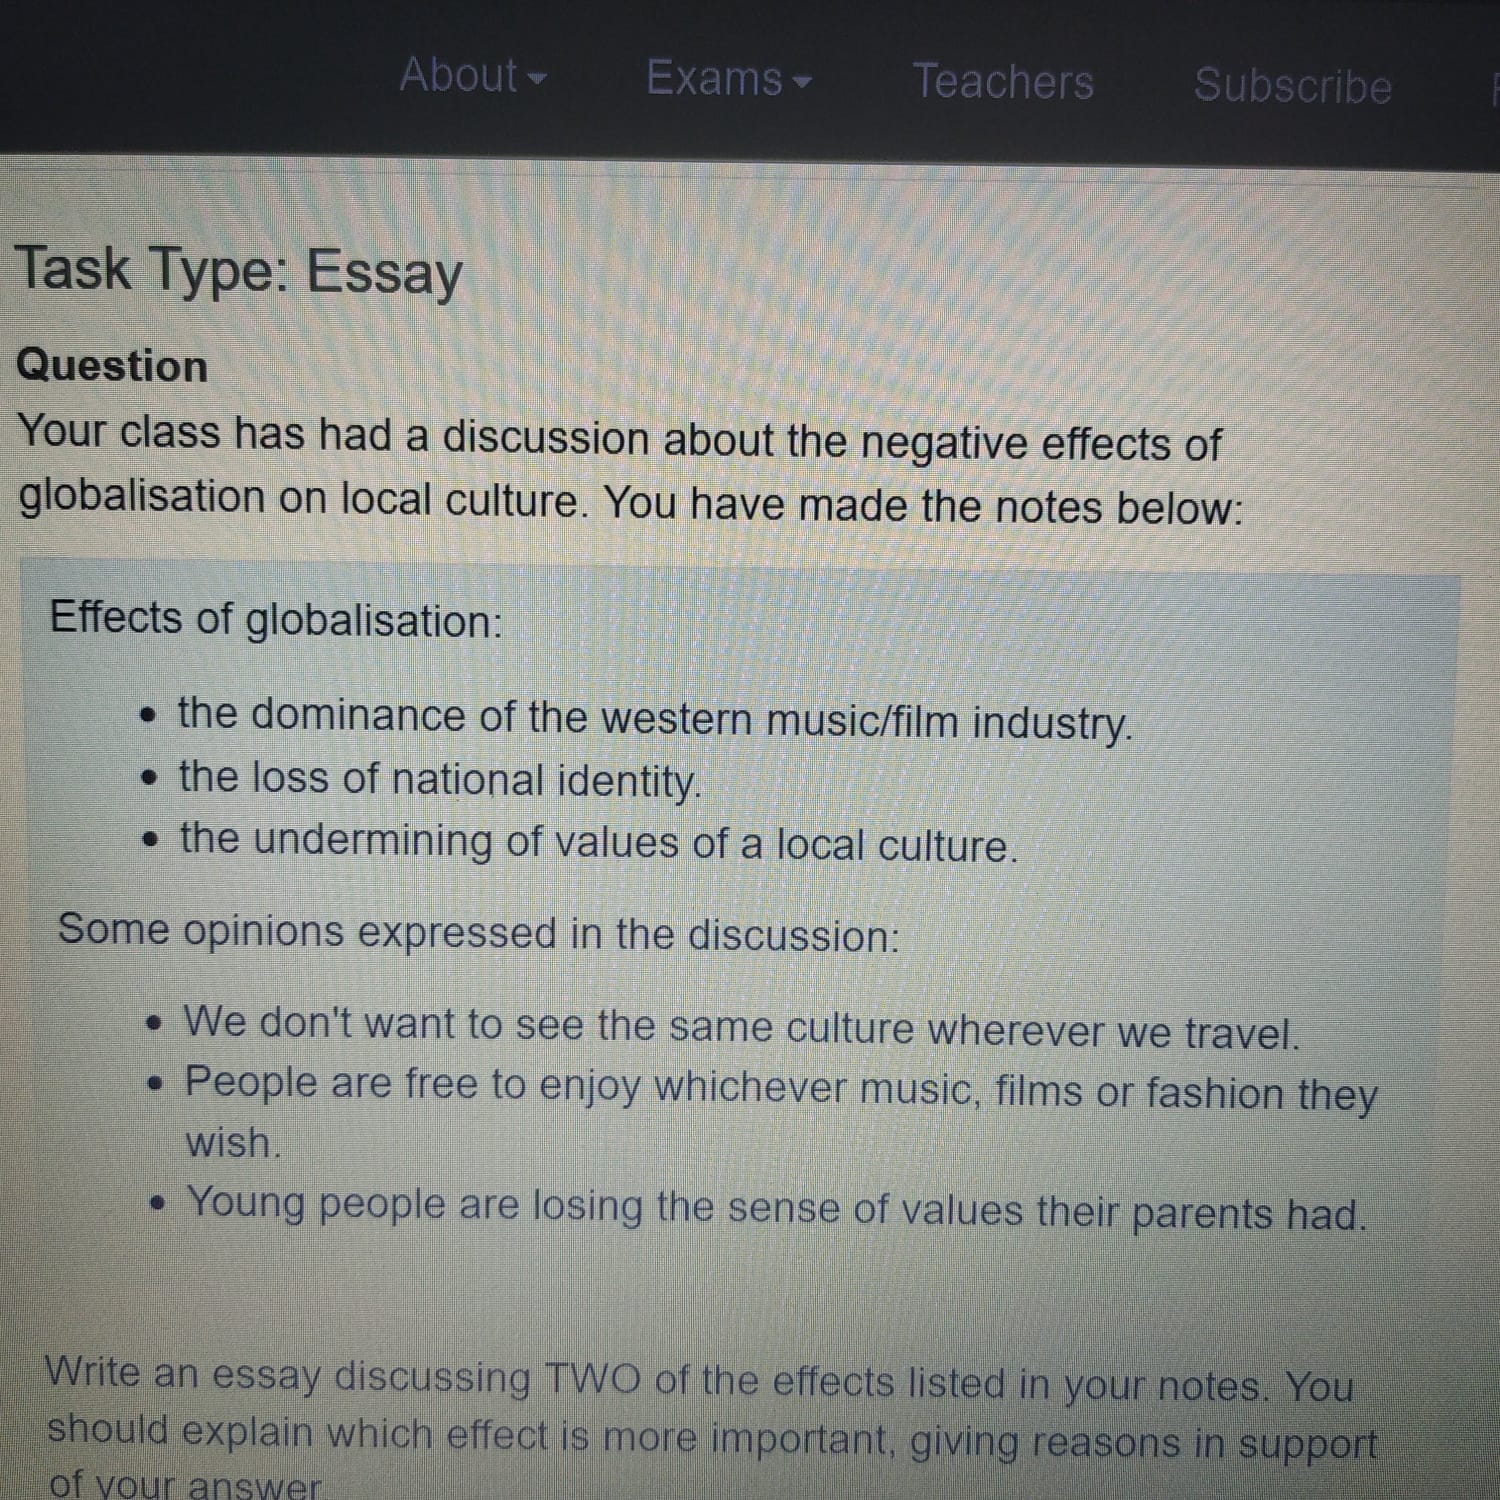 About
Exams
Teachers
Subscribe
Task Type: Essay
Question
Your class has had a discussion about the negative effects of
globalisation on local culture. You have made the notes below:
Effects of globalisation:
• the dominance of the western music/film industry.
• the loss of national identity.
• the undermining of values of a local culture.
Some opinions expressed in the discussion:
• We don't want to see the same culture wherever we travel.
• People are free to enjoy whichever music, films or fashion they
wish.
• Young people are losing the sense of values their parents had.
Write an essay discussing TWO of the effects listed in your notes. You
should explain which effect is more important, giving reasons in support
of your answer